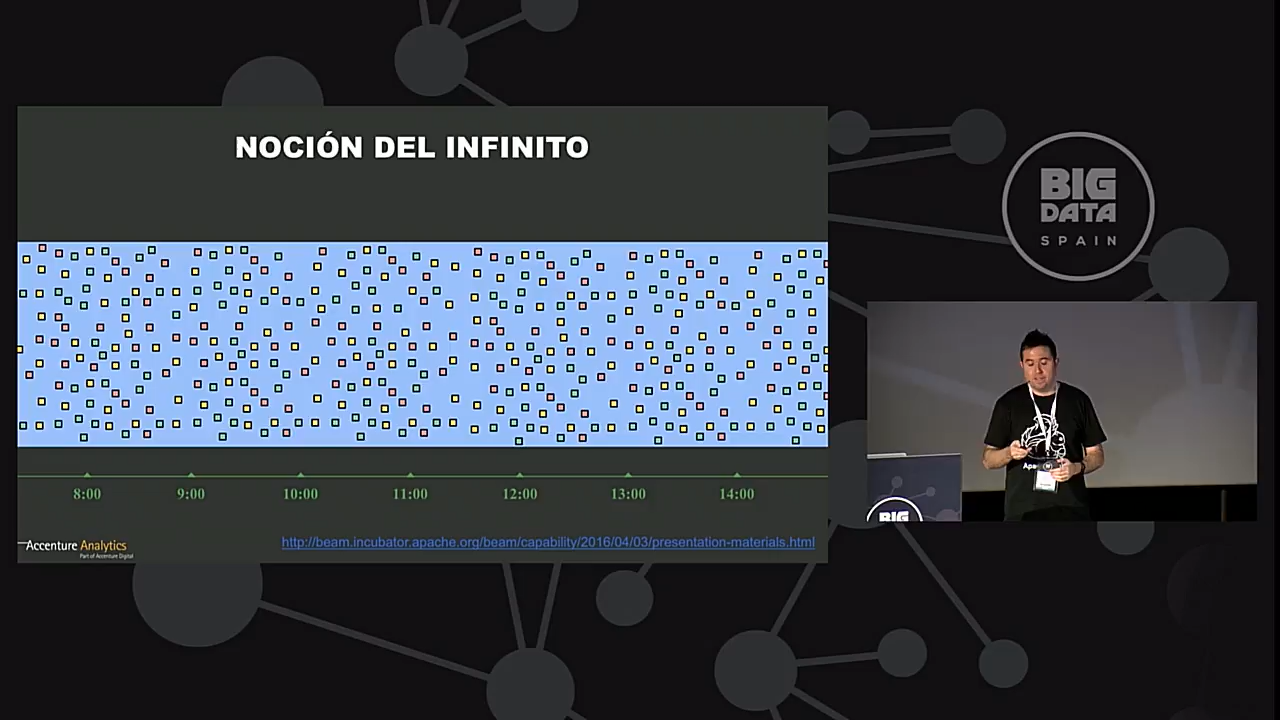 NOCIÓN DEL INFINITO
8:00 9:00 10:00 11:00 12:00 13:00 14:00
Accenture Analytics
Part of Accenture Digital
http://beam.incubator.apache.org/beam/capability/2016/04/03/presentation-materials.html
BIG
DATA
SPAIN
BIG